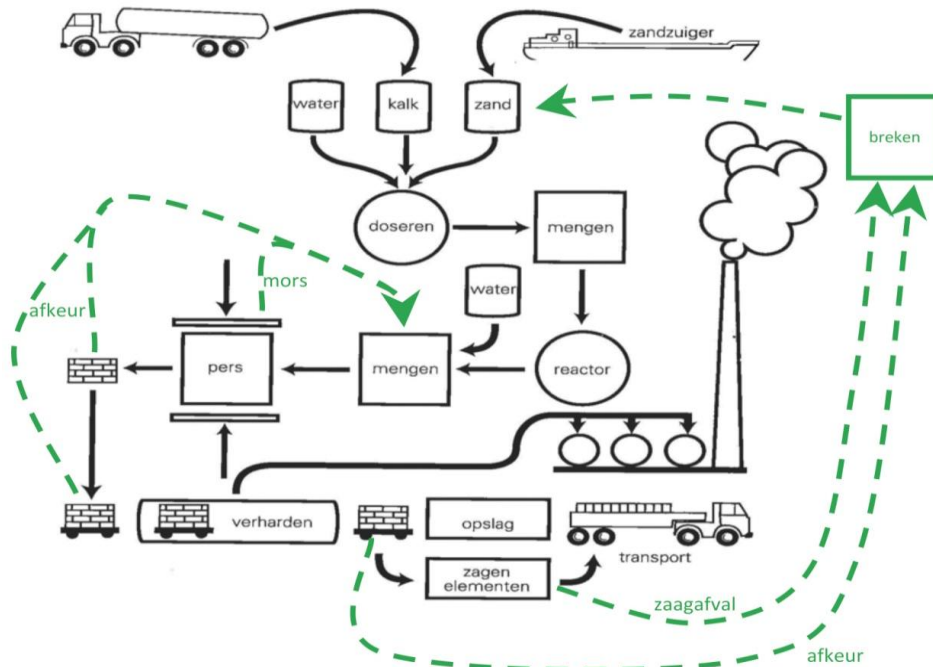 zandzuiger
water
kalk
zand
breken
doseren
mengen
water
mors
afkeur
pers
mengen
reactor
verharden
opslag
transport
zagen
elementen
zaagafval
afkeur